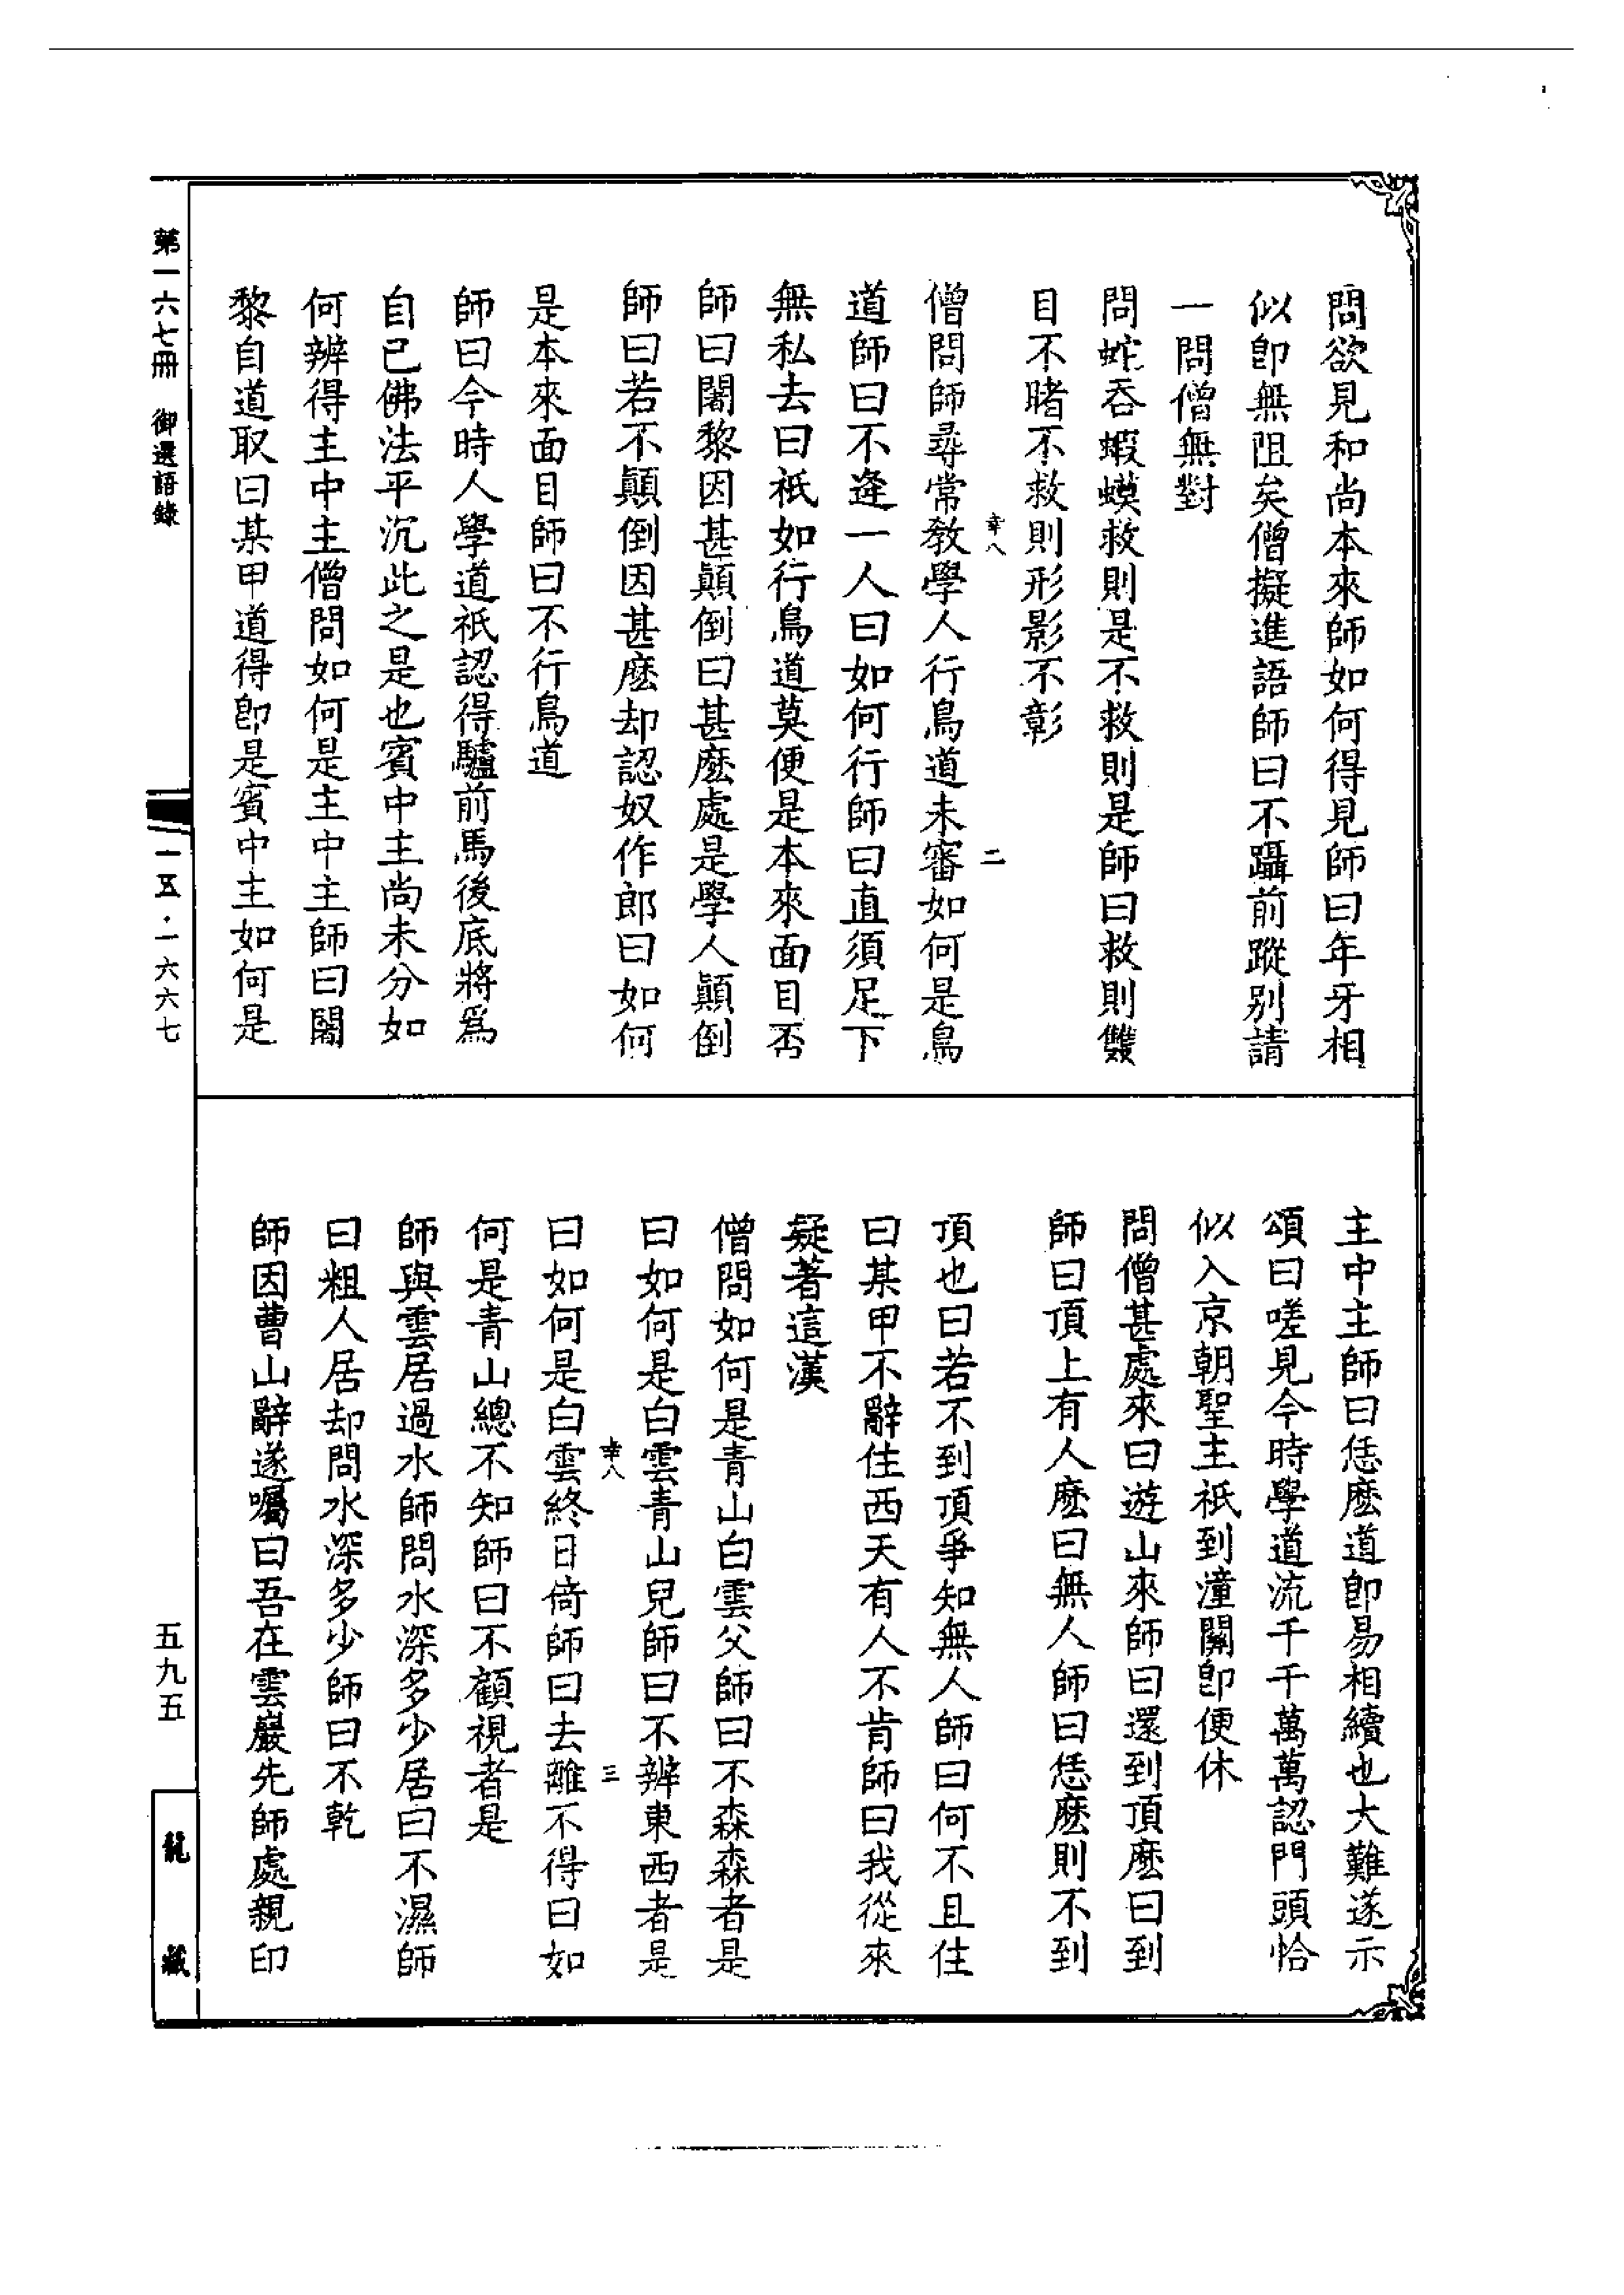 問欲見和尚本來師如何得見師曰年牙相
似卽無阻矣僧擬進語師曰不躡前蹤别請
一問僧無對
問蛇吞蝦蟆救則是不救則是師曰救則雙
目不睹不救則形影不彰
幸八　二
僧問師尋常敎學人行鳥道未審如何是鳥
道師曰不逢一人曰如何行師曰直須足下
無私去曰祇如行鳥道莫便是本來面目否
師曰闍黎因甚顚倒曰甚麽處是學人顚倒
師曰若不顚倒因甚麽却認奴作郎曰如何
是本來面目師曰不行鳥道
師曰今時人學道祇認得驢前馬後底將爲
自已佛法平沉此之是也賓中主尚未分如
何辨得主中主僧問如何是主中主師曰闍
黎自道取曰某甲道得卽是賓中主如何是
主中主師曰恁麽道卽易相續也大難遂示
頌曰嗟見今時學道流千千萬萬認門頭恰
似入京朝聖主祇到潼關卽便休
問僧甚處來曰遊山來師曰還到頂麽曰到
師曰頂上有人麽曰無人師曰恁麽則不到
頂也曰若不到頂爭知無人師曰何不且住
曰某甲不辭住西天有人不肯師曰我從來
疑著這漢
僧問如何是青山白雲父師曰不森森者是
曰如何是白雲青山兒師曰不辨東西者是
幸八　三
曰如何是白雲終日倚師曰去離不得曰如
何是青山總不知師曰不顧視者是
師與雲居過水師問水深多少居曰不濕師
曰粗人居却問水深多少師曰不乾
師因曹山辭遂囑曰吾在雲巖先師處親印
第一六七冊　御選語錄　一五·一六六七　五九五
龍藏